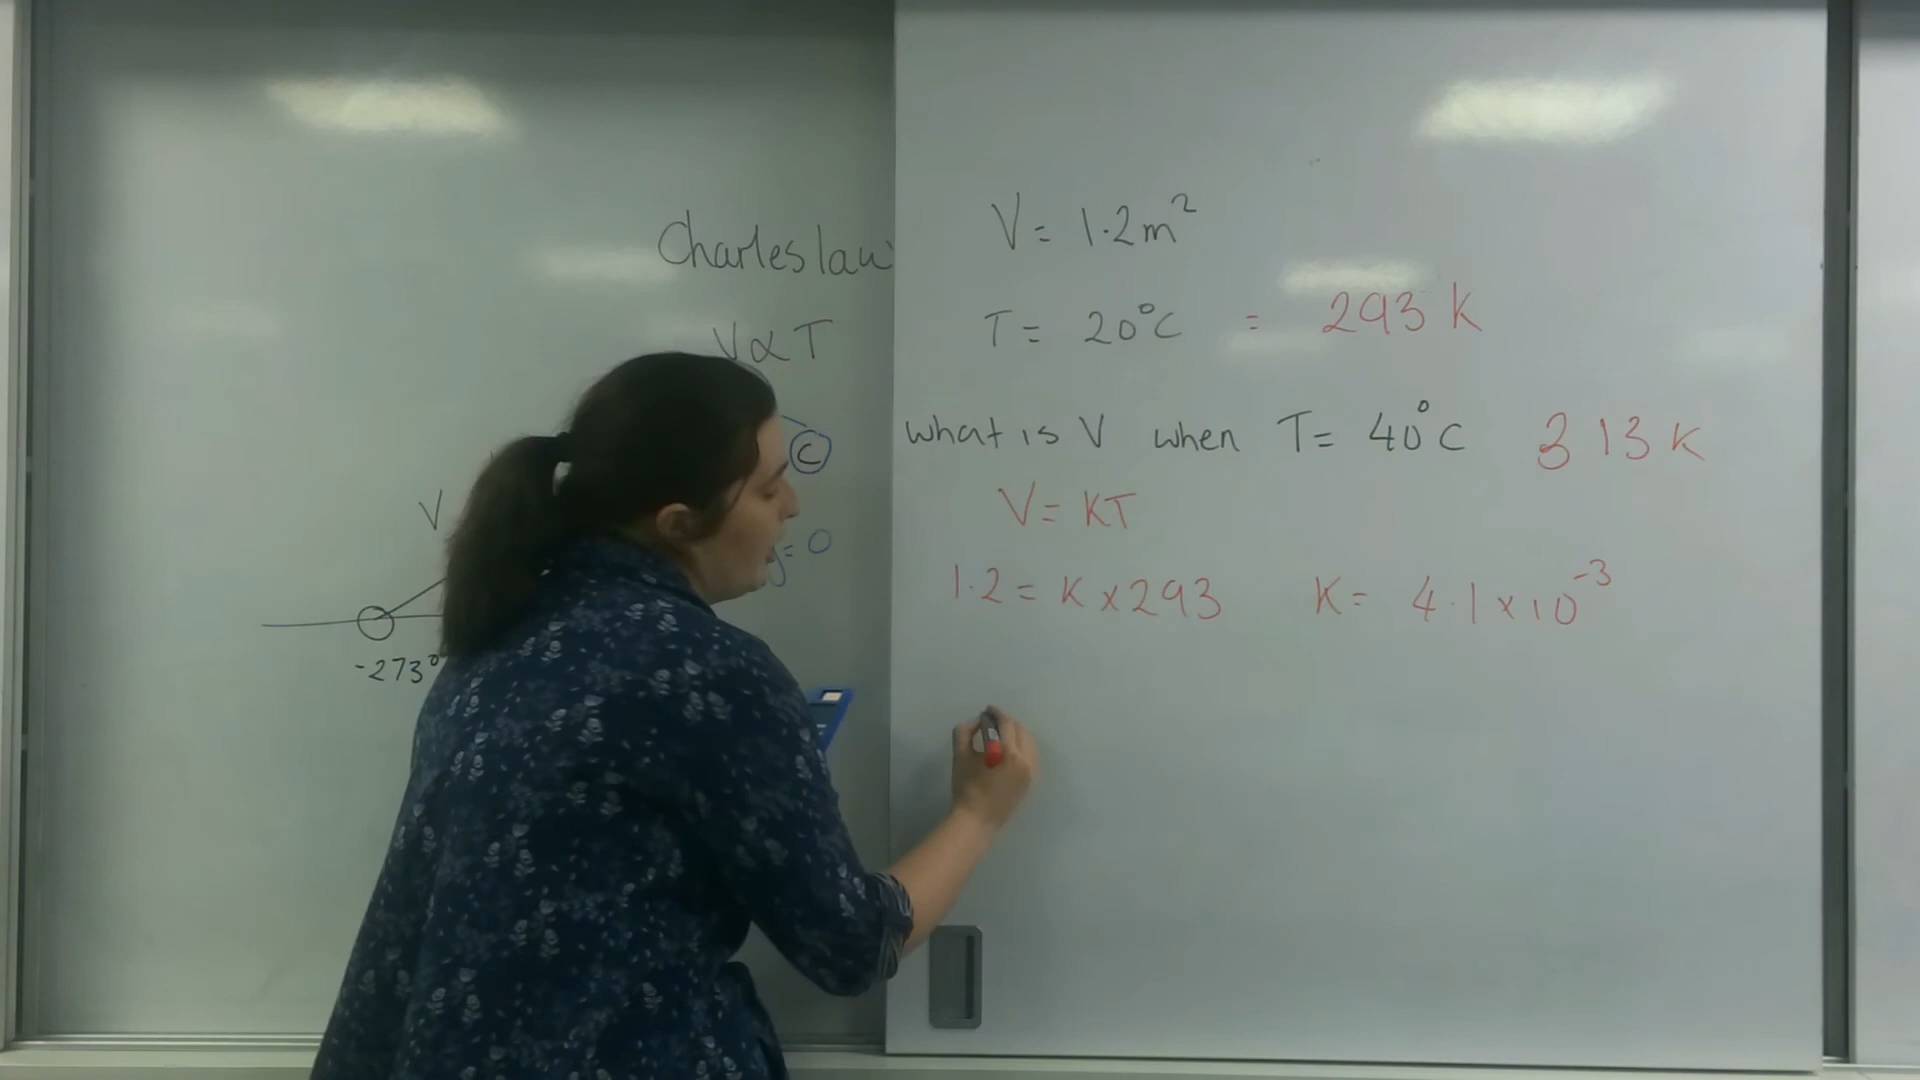 Charles law
V ∝ T
C
V
= 0
-273°
V = 1.2m²
T = 20°C = 293 K
What is V when T = 40°C 313 K
V = KT
1.2 = K × 293 K = 4.1 × 10⁻³